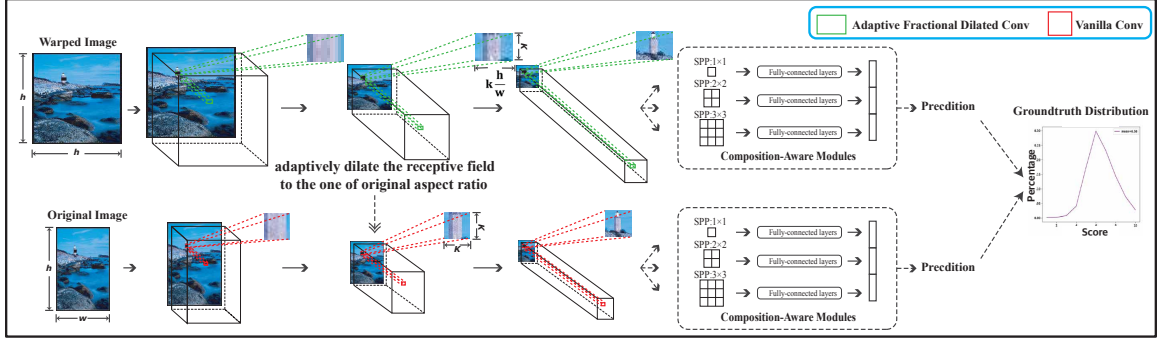 Adaptive Fractional Dilated Conv
Vanilla Conv
Warped Image
h
h
K
k h/w
SPP:1×1
Fully-connected layers
SPP:2×2
Fully-connected layers
SPP:3×3
Fully-connected layers
Composition-Aware Modules
Precdition
adaptively dilate the receptive field
to the one of original aspect ratio
Original Image
h
w
K
K
SPP:1×1
Fully-connected layers
SPP:2×2
Fully-connected layers
SPP:3×3
Fully-connected layers
Composition-Aware Modules
Precdition
Groundtruth Distribution
Percentage
Score